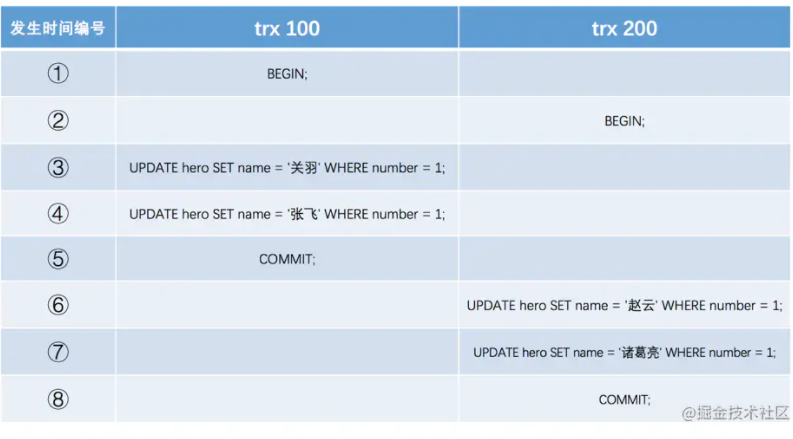 发生时间编号 trx 100 trx 200
① BEGIN;
② BEGIN;
③ UPDATE hero SET name = '关羽' WHERE number = 1;
④ UPDATE hero SET name = '张飞' WHERE number = 1;
⑤ COMMIT;
⑥ UPDATE hero SET name = '赵云' WHERE number = 1;
⑦ UPDATE hero SET name = '诸葛亮' WHERE number = 1;
⑧ COMMIT;
@掘金技术社区